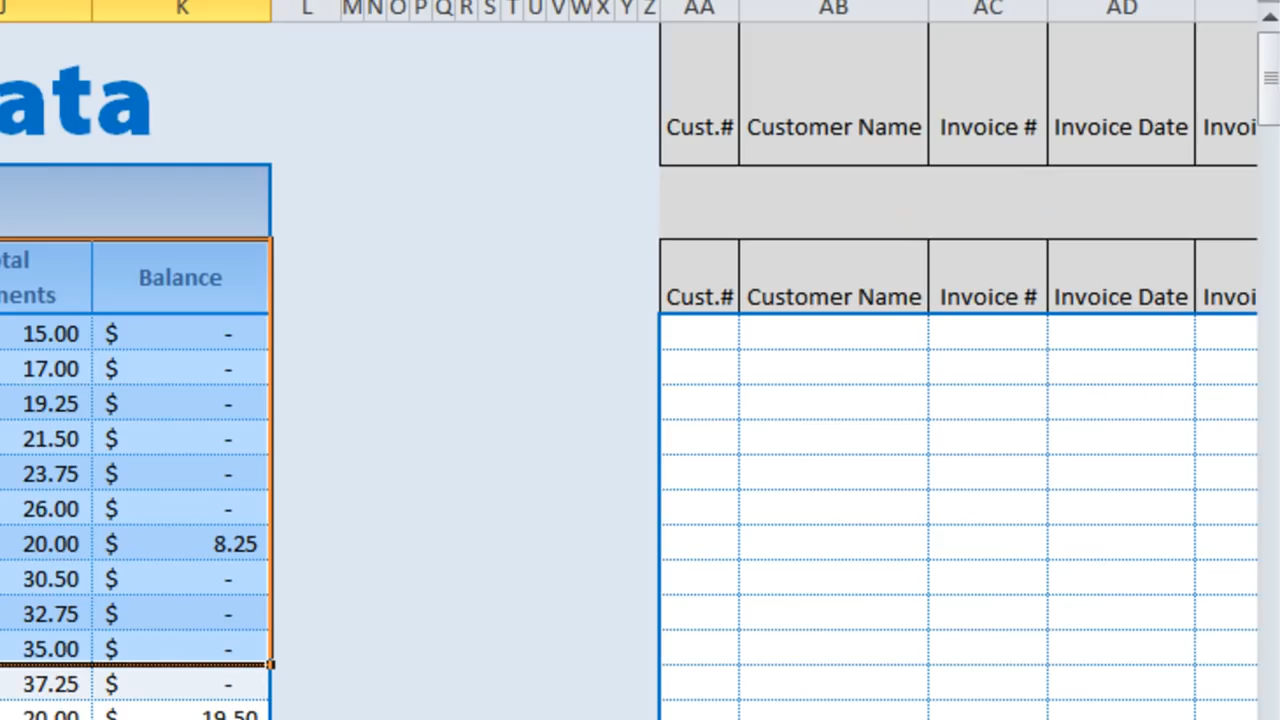 J K L M N O P Q R S T U V W X Y Z AA AB AC AD
ata
Cust.# Customer Name Invoice # Invoice Date Invoi
tal
nents
Balance
Cust.# Customer Name Invoice # Invoice Date Invoi
15.00 $ -
17.00 $ -
19.25 $ -
21.50 $ -
23.75 $ -
26.00 $ -
20.00 $ 8.25
30.50 $ -
32.75 $ -
35.00 $ -
37.25 $ -
20.00 $ 19.50